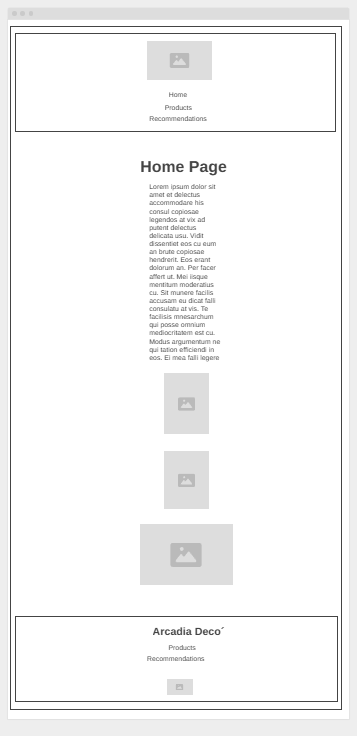 Home
Products
Recommendations
Home Page
Lorem ipsum dolor sit
amet et delectus
accommodare his
consul copiosae
legendos at vix ad
putent delectus
delicata usu. Vidit
dissentiet eos cu eum
an brute copiosae
hendrerit. Eos erant
dolorum an. Per facer
affert ut. Mei iisque
mentitum moderatius
cu. Sit munere facilis
accusam eu dicat falli
consulatu at vis. Te
facilisis mnesarchum
qui posse omnium
mediocritatem est cu.
Modus argumentum ne
qui tation efficiendi in
eos. Ei mea falli legere
Arcadia Deco´
Products
Recommendations